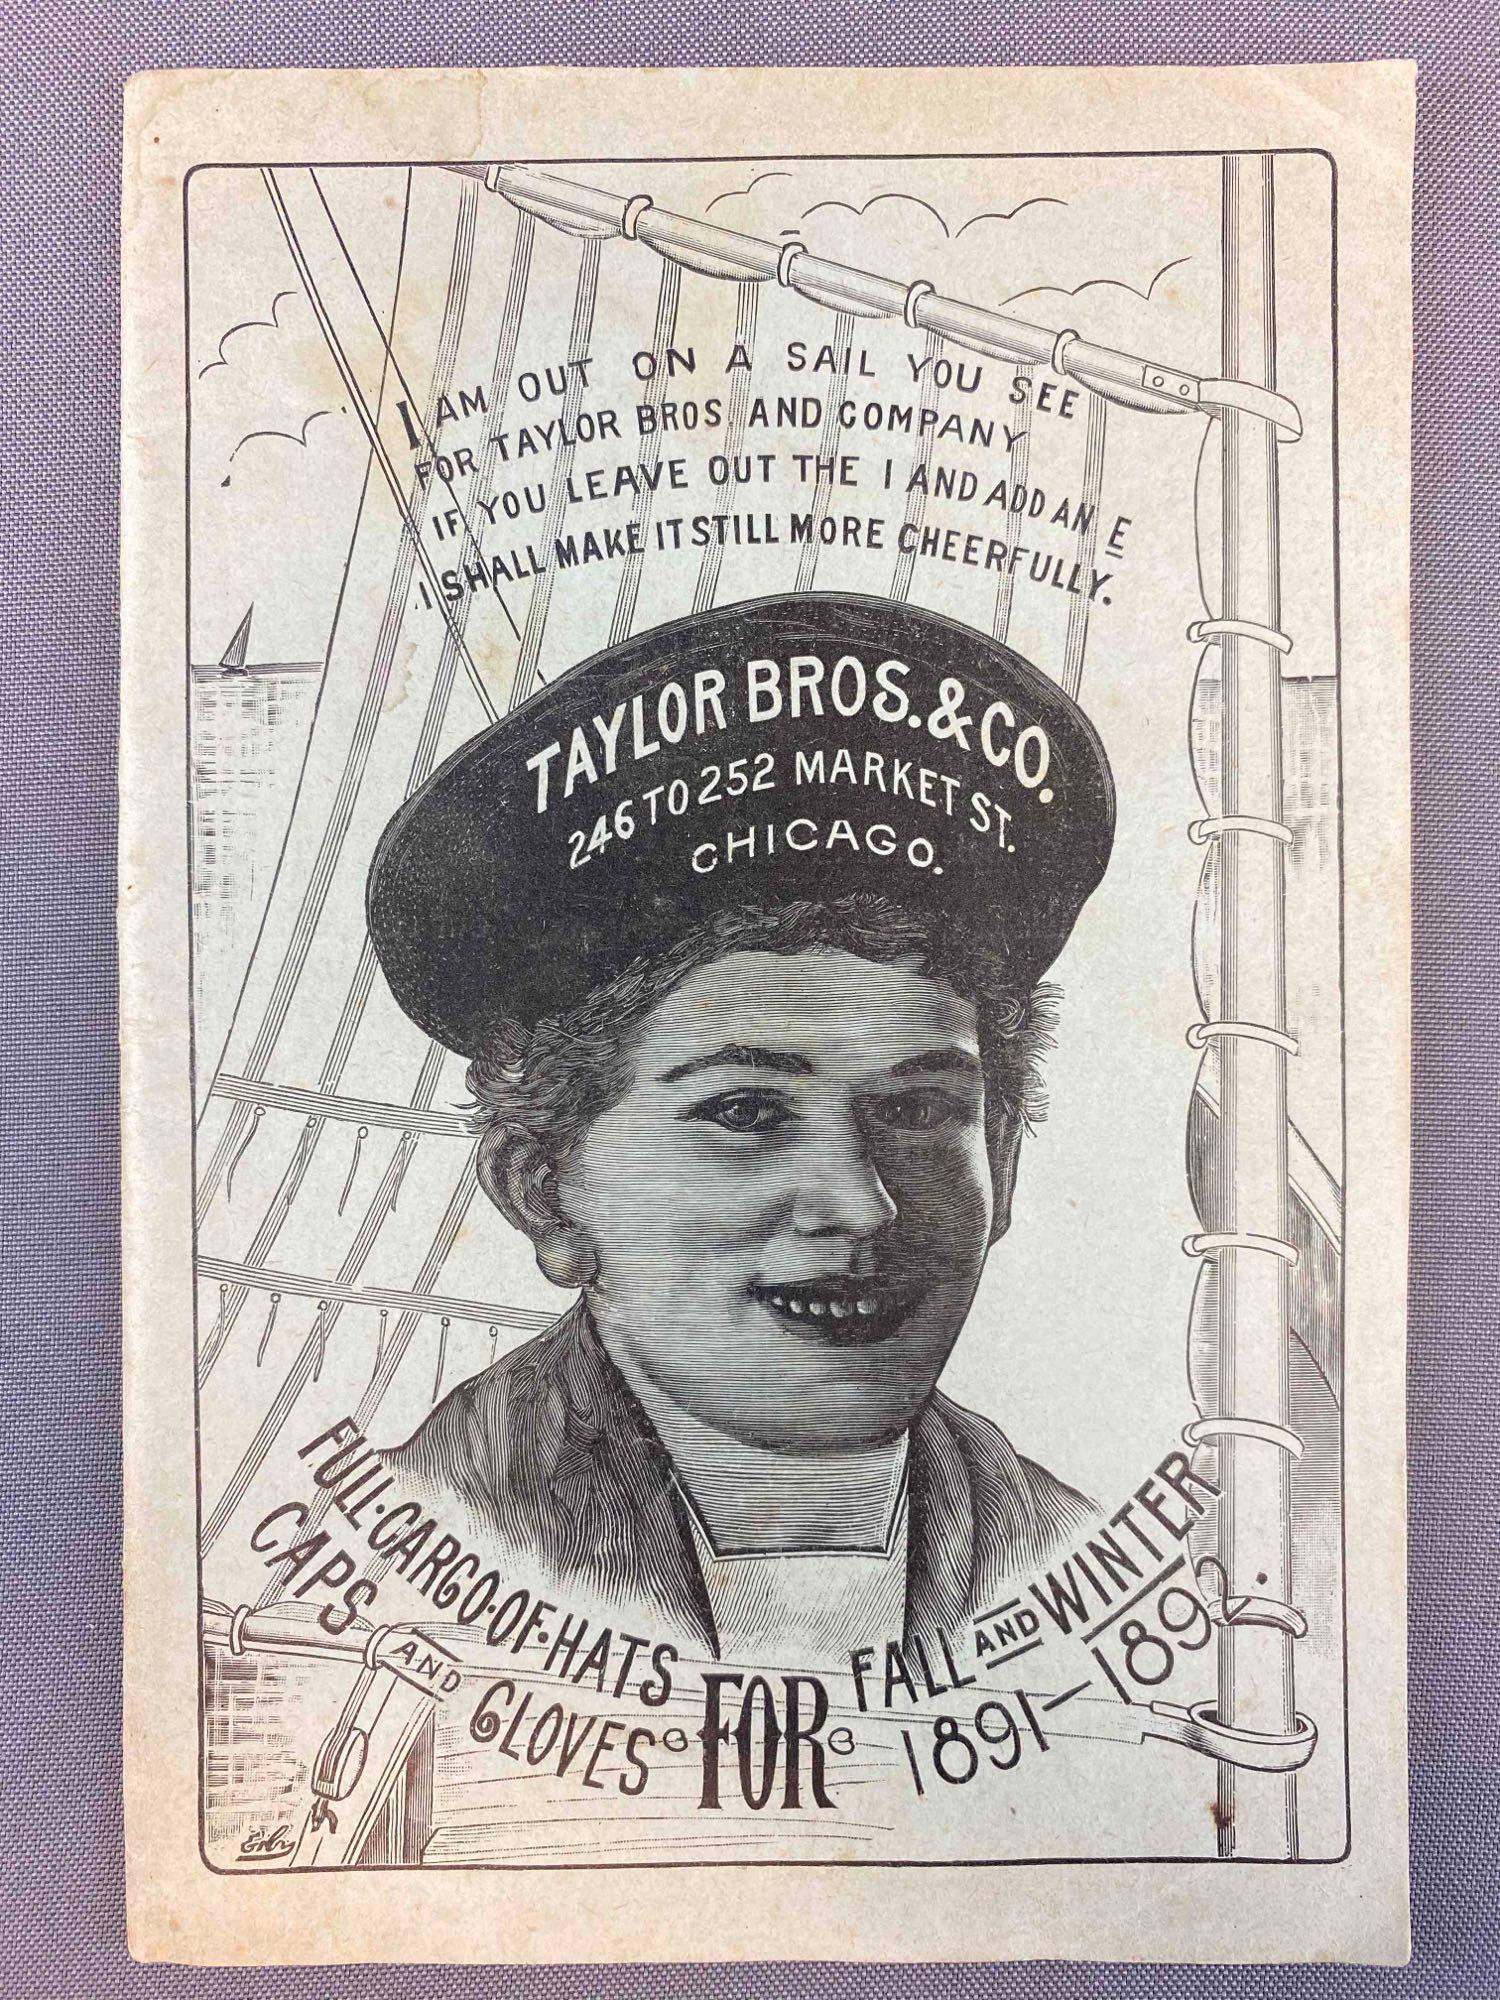 I AM OUT ON A SAIL YOU SEE
FOR TAYLOR BROS. AND COMPANY
IF YOU LEAVE OUT THE I AND ADD AN E
I SHALL MAKE IT STILL MORE CHEERFULLY.
TAYLOR BROS. & CO.
246 TO 252 MARKET ST.
CHICAGO.
FULL·CARGO·OF·HATS
CAPS AND GLOVES
FOR
FALL AND WINTER
1891—1892.